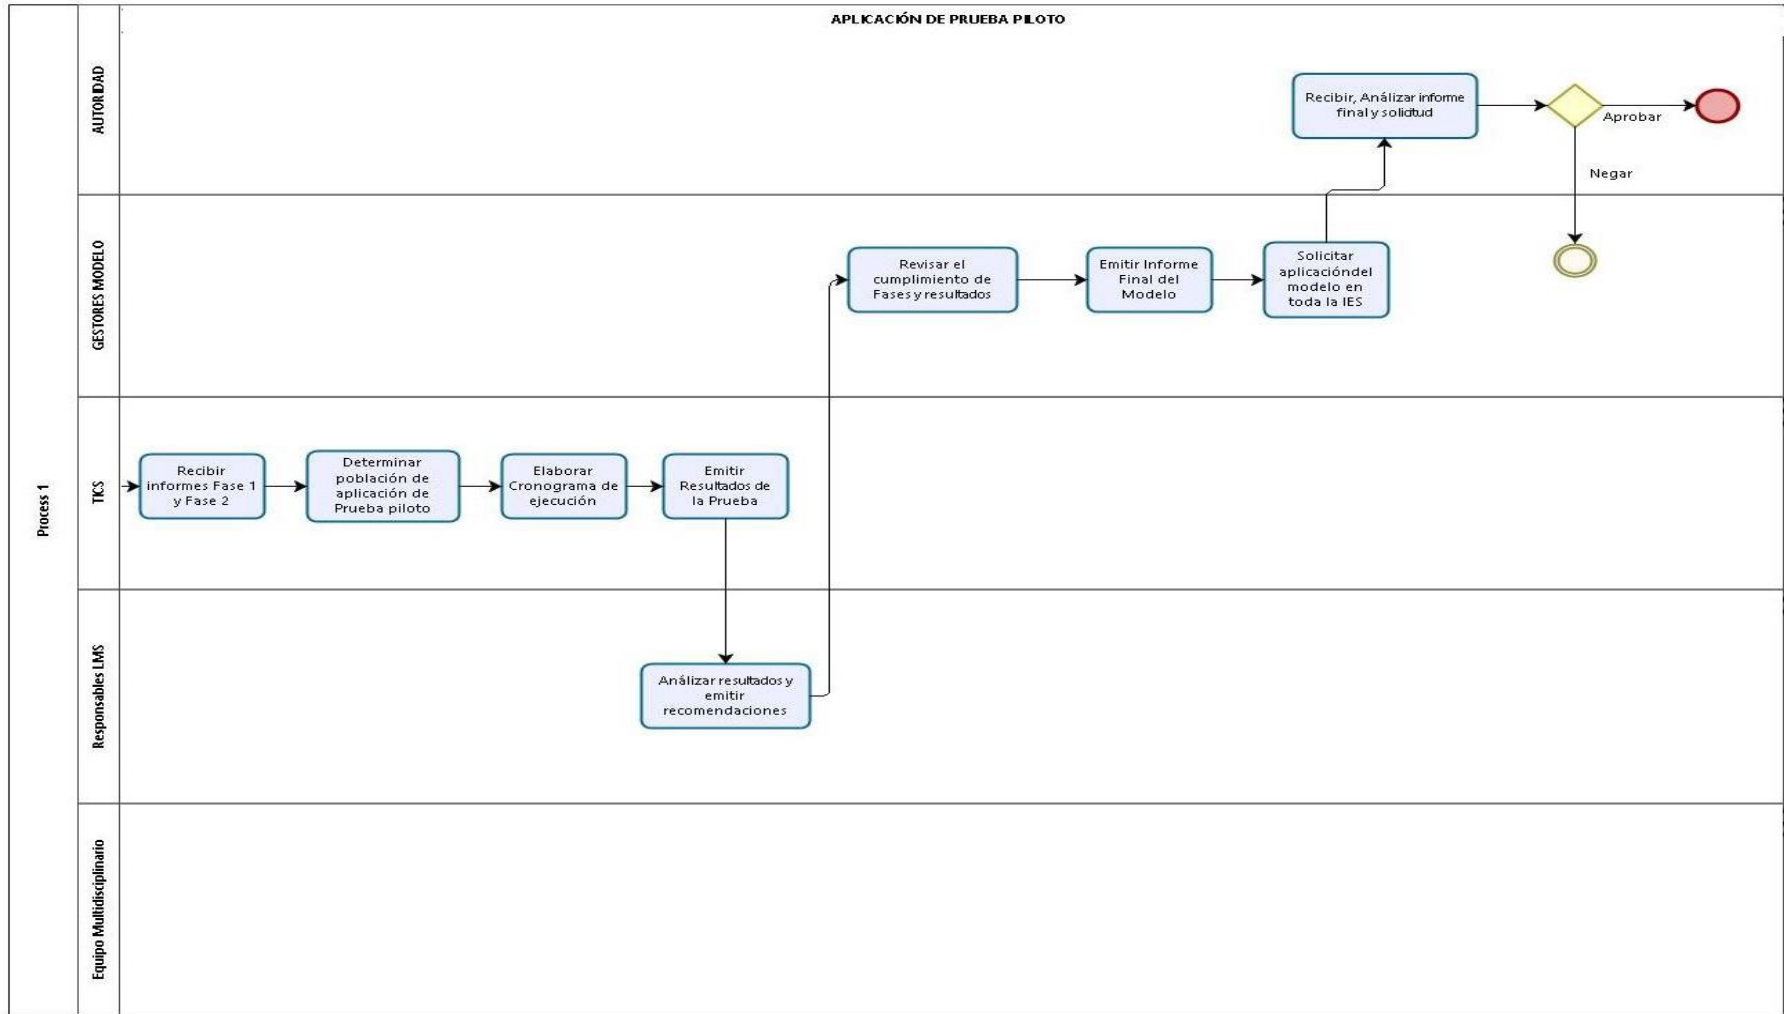 APLICACIÓN DE PRUEBA PILOTO
Process 1
AUTORIDAD
Recibir, Análizar informe
final y solicitud
Aprobar
Negar
GESTORES MODELO
Revisar el
cumplimiento de
Fases y resultados
Emitir Informe
Final del
Modelo
Solicitar
aplicacióndel
modelo en
toda la IES
TICS
Recibir
informes Fase 1
y Fase 2
Determinar
población de
aplicación de
Prueba piloto
Elaborar
Cronograma de
ejecución
Emitir
Resultados de
la Prueba
Responsables LMS
Análizar resultados y
emitir
recomendaciones
Equipo Multidisciplinario